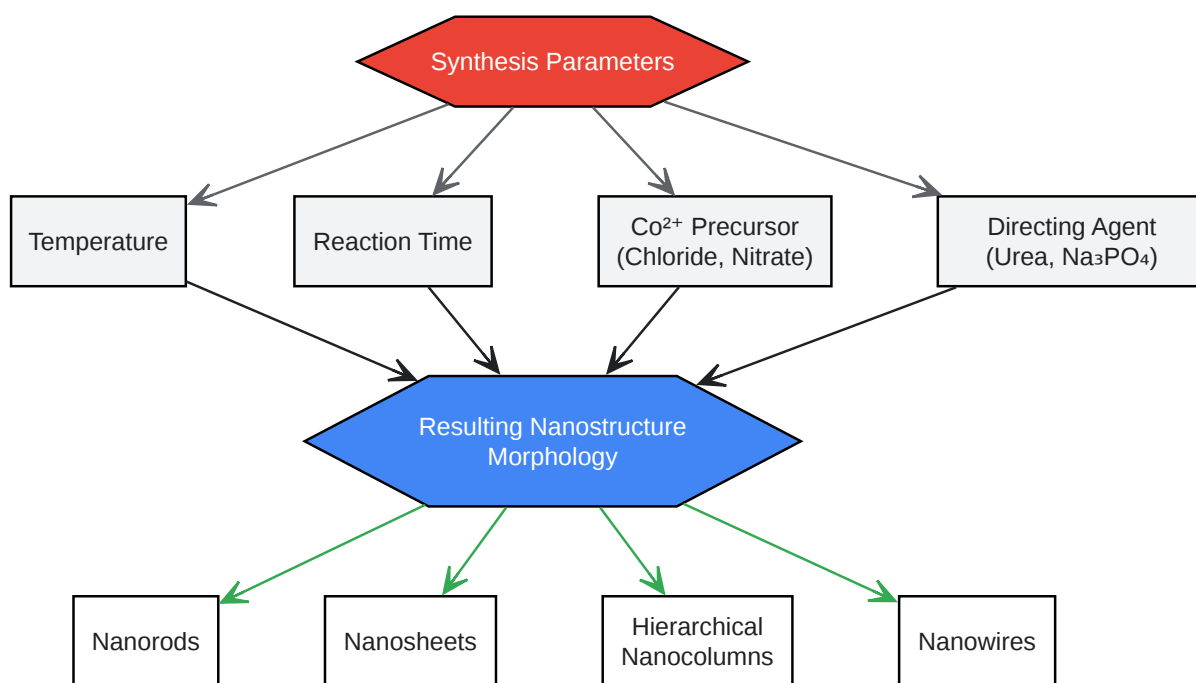 Synthesis Parameters
Temperature
Reaction Time
Co²⁺ Precursor
(Chloride, Nitrate)
Directing Agent
(Urea, Na₃PO₄)
Resulting Nanostructure
Morphology
Nanorods
Nanosheets
Hierarchical
Nanocolumns
Nanowires